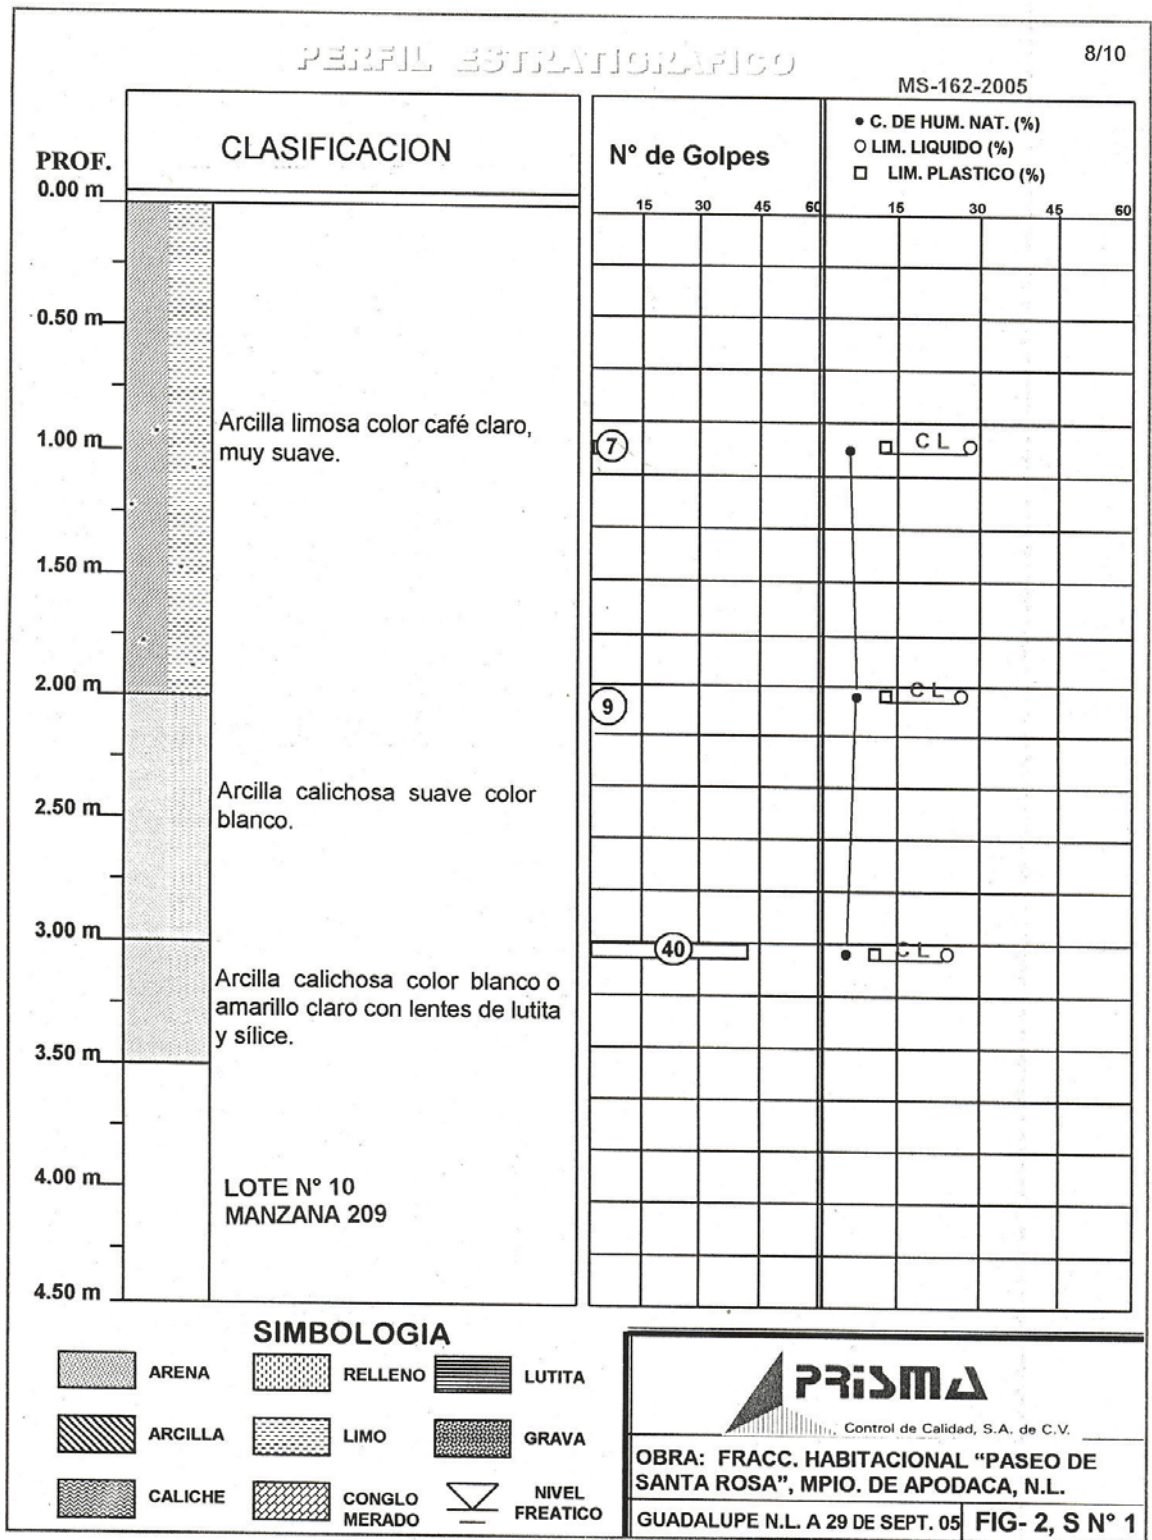 PERFIL ESTRATIGRAFICO
8/10
MS-162-2005
PROF.
CLASIFICACION
N° de Golpes
C. DE HUM. NAT. (%)
LIM. LIQUIDO (%)
LIM. PLASTICO (%)
0.00 m
15 30 45 60 15 30 45 60
0.50 m
Arcilla limosa color café claro,
muy suave.
1.00 m
7
C L
1.50 m
2.00 m
9
C L
Arcilla calichosa suave color
blanco.
2.50 m
3.00 m
40
C L
Arcilla calichosa color blanco o
amarillo claro con lentes de lutita
y sílice.
3.50 m
4.00 m
LOTE N° 10
MANZANA 209
4.50 m
SIMBOLOGIA
ARENA
RELLENO
LUTITA
ARCILLA
LIMO
GRAVA
CALICHE
CONGLO
MERADO
NIVEL
FREATICO
PRISMA
Control de Calidad, S.A. de C.V.
OBRA: FRACC. HABITACIONAL “PASEO DE
SANTA ROSA”, MPIO. DE APODACA, N.L.
GUADALUPE N.L. A 29 DE SEPT. 05
FIG- 2, S N° 1